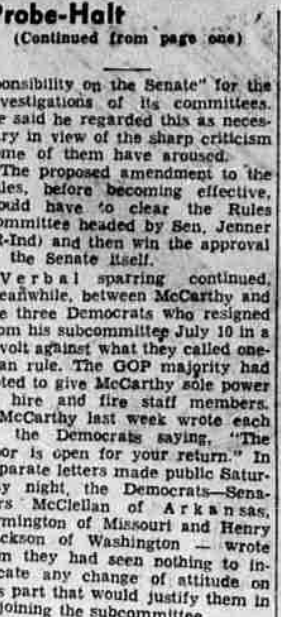 Probe-Halt
(Continued from page one)
ponsibility on the Senate" for the
vestigations of its committees.
e said he regarded this as neces-
ry in view of the sharp criticism
me of them have aroused.
The proposed amendment to the
les, before becoming effective,
ould have to clear the Rules
ommittee headed by Sen. Jenner
R-Ind) and then win the approval
the Senate itself.
Verbal sparring continued,
eanwhile, between McCarthy and
e three Democrats who resigned
om his subcommittee July 10 in a
volt against what they called one-
an rule. The GOP majority had
oted to give McCarthy sole power
hire and fire staff members.
McCarthy last week wrote each
the Democrats saying, "The
or is open for your return." In
parate letters made public Satur-
y night, the Democrats—Sena-
rs McClellan of Arkansas,
rmington of Missouri and Henry
ckson of Washington — wrote
m they had seen nothing to in-
cate any change of attitude on
s part that would justify them in
joining the subcommittee